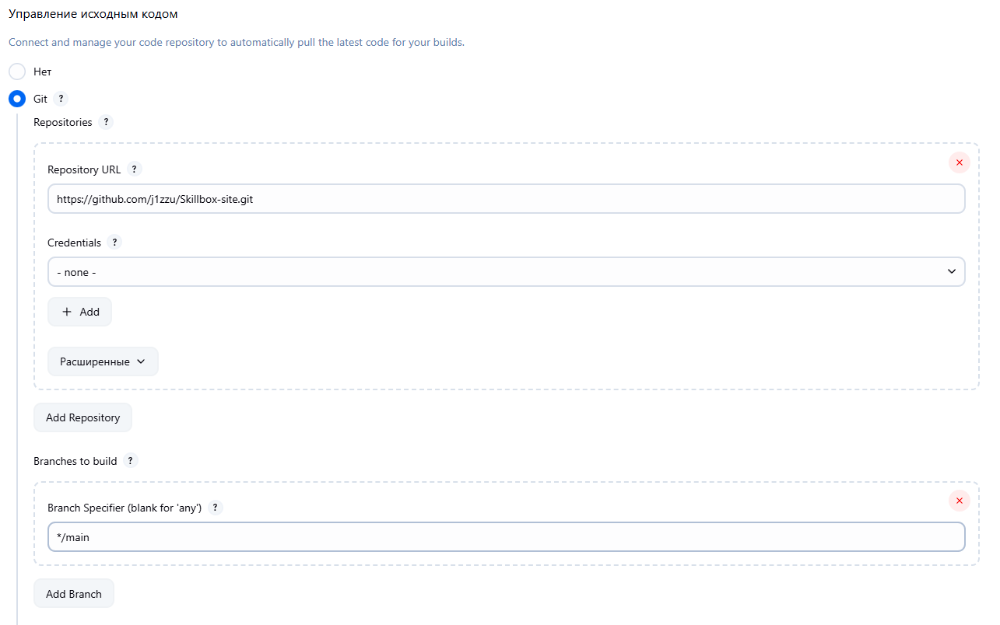 Управление исходным кодом
Connect and manage your code repository to automatically pull the latest code for your builds.
Нет
Git ?
Repositories ?
Repository URL ?
https://github.com/j1zzu/Skillbox-site.git
Credentials ?
- none -
+ Add
Расширенные
Add Repository
Branches to build ?
Branch Specifier (blank for 'any') ?
*/main
Add Branch